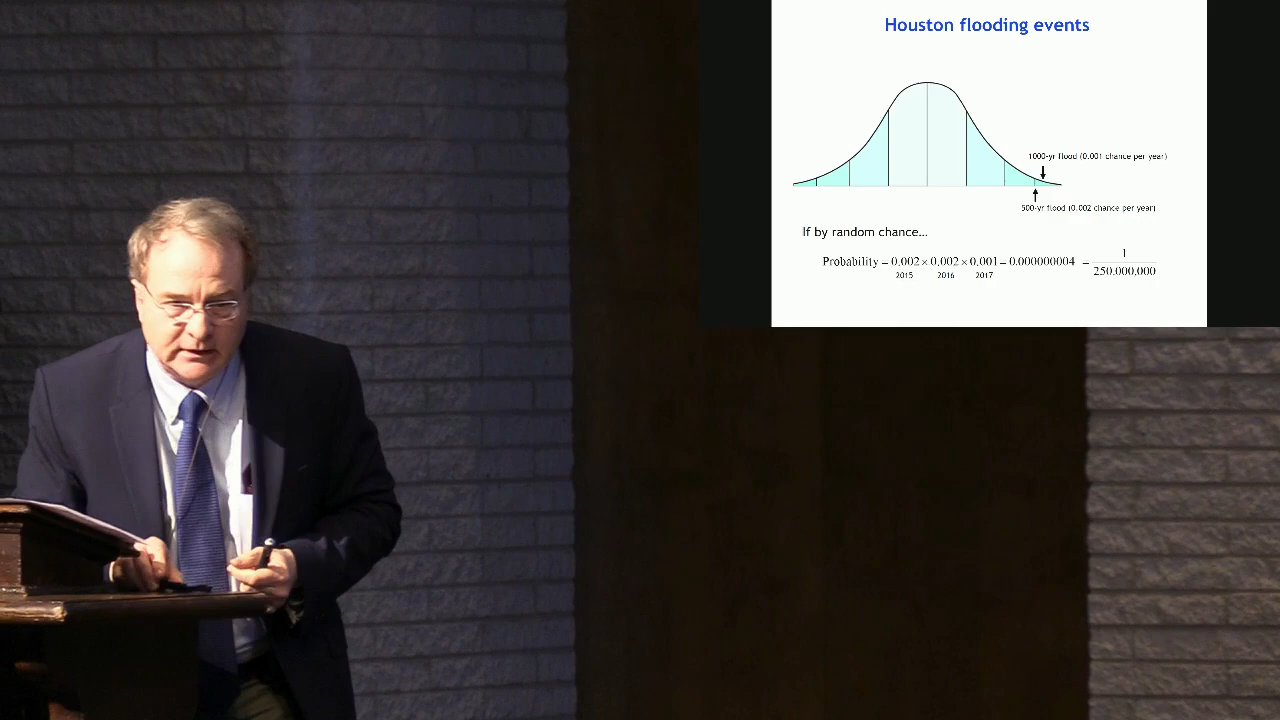 Houston flooding events
1000-yr flood (0.001 chance per year)
500-yr flood (0.002 chance per year)
If by random chance…
Probability = 0.002 × 0.002 × 0.001 = 0.000000004 = 1 / 250,000,000
2015 2016 2017